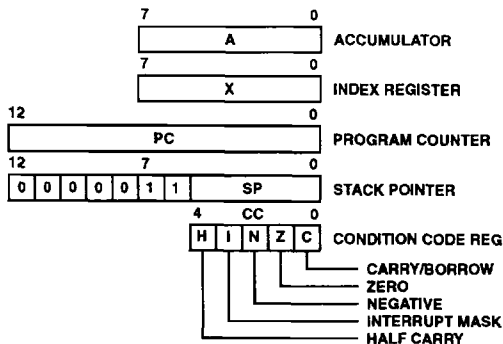 7 0
A ACCUMULATOR
7 0
X INDEX REGISTER
12 0
PC PROGRAM COUNTER
12 7 0
0 0 0 0 0 1 1 SP STACK POINTER
4 CC 0
H I N Z C CONDITION CODE REG
CARRY/BORROW
ZERO
NEGATIVE
INTERRUPT MASK
HALF CARRY